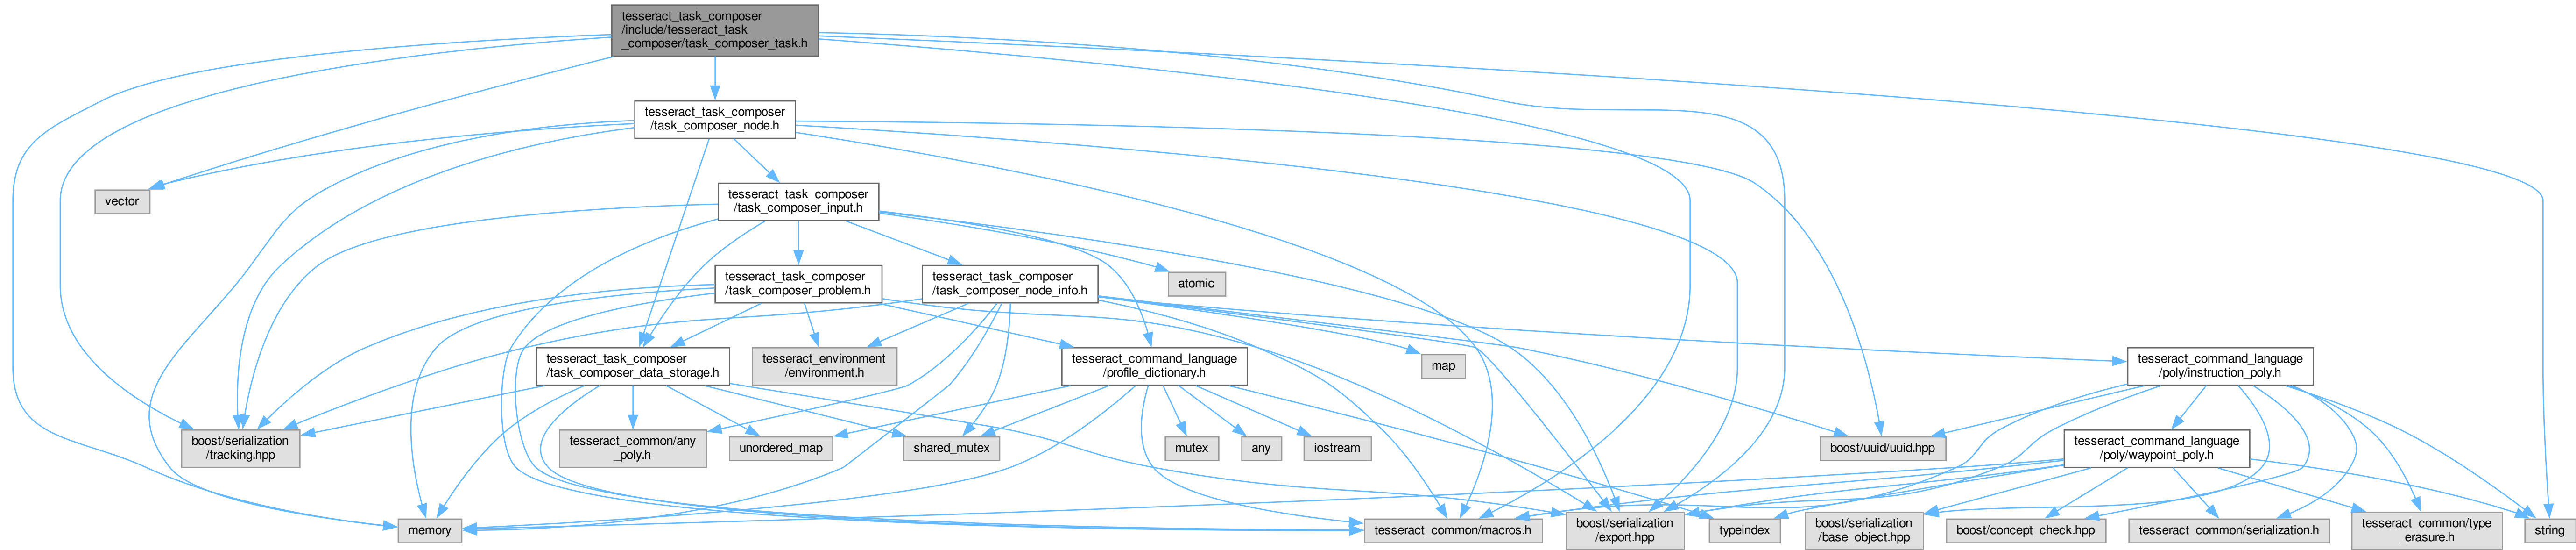 tesseract_task_composer
/include/tesseract_task
_composer/task_composer_task.h
tesseract_task_composer
/task_composer_node.h
vector
tesseract_task_composer
/task_composer_input.h
tesseract_task_composer
/task_composer_problem.h
tesseract_task_composer
/task_composer_node_info.h
atomic
tesseract_task_composer
/task_composer_data_storage.h
tesseract_environment
/environment.h
tesseract_command_language
/profile_dictionary.h
map
tesseract_command_language
/poly/instruction_poly.h
boost/serialization
/tracking.hpp
tesseract_common/any
_poly.h
unordered_map
shared_mutex
mutex
any
iostream
boost/uuid/uuid.hpp
tesseract_command_language
/poly/waypoint_poly.h
memory
tesseract_common/macros.h
boost/serialization
/export.hpp
typeindex
boost/serialization
/base_object.hpp
boost/concept_check.hpp
tesseract_common/serialization.h
tesseract_common/type
_erasure.h
string